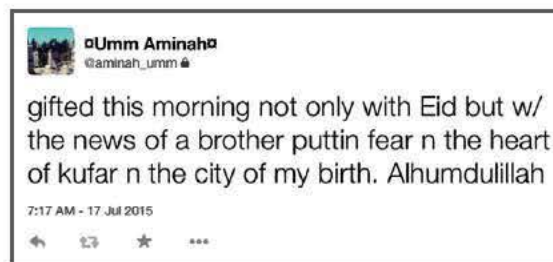 ¤Umm Aminah¤
@aminah_umm
gifted this morning not only with Eid but w/
the news of a brother puttin fear n the heart
of kufar n the city of my birth. Alhumdulillah
7:17 AM - 17 Jul 2015